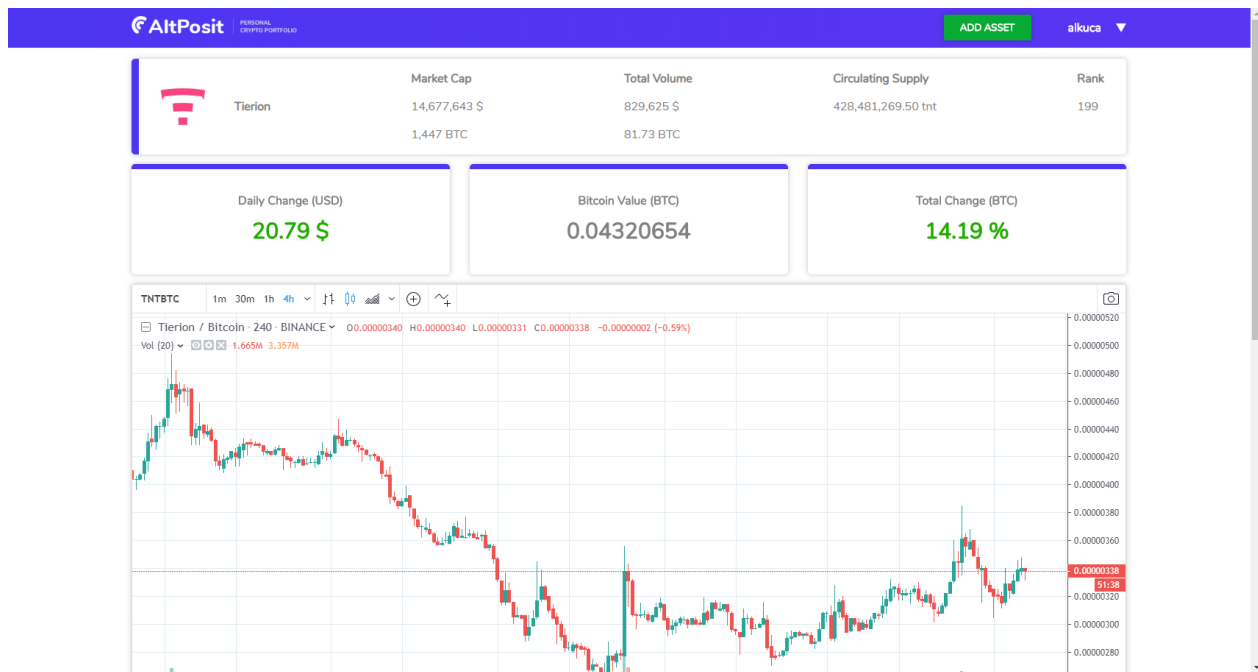 AltPosit PERSONAL
CRYPTO PORTFOLIO
ADD ASSET
alkuca ▼
Market Cap Total Volume Circulating Supply Rank
Tierion 14,677,643 $ 829,625 $ 428,481,269.50 tnt 199
1,447 BTC 81.73 BTC
Daily Change (USD)
20.79 $
Bitcoin Value (BTC)
0.04320654
Total Change (BTC)
14.19 %
TNTBTC 1m 30m 1h 4h
Tierion / Bitcoin · 240 · BINANCE O0.00000340 H0.00000340 L0.00000331 C0.00000338 −0.00000002 (−0.59%)
Vol (20) 1.665M 3.357M
0.00000520
0.00000500
0.00000480
0.00000460
0.00000440
0.00000420
0.00000400
0.00000380
0.00000360
0.00000338
51:38
0.00000320
0.00000300
0.00000280